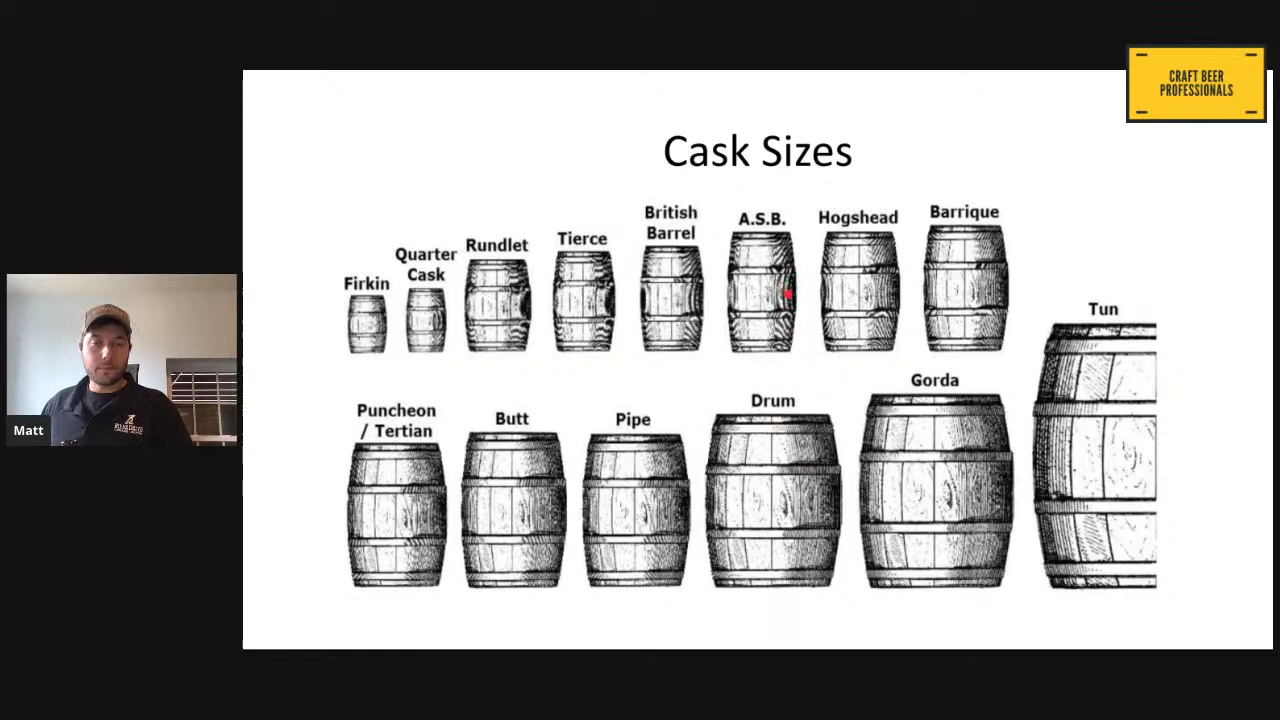 CRAFT BEER
PROFESSIONALS
Cask Sizes
Firkin
Quarter
Cask
Rundlet
Tierce
British
Barrel
A.S.B.
Hogshead
Barrique
Tun
Puncheon
/ Tertian
Butt
Pipe
Drum
Gorda
Matt